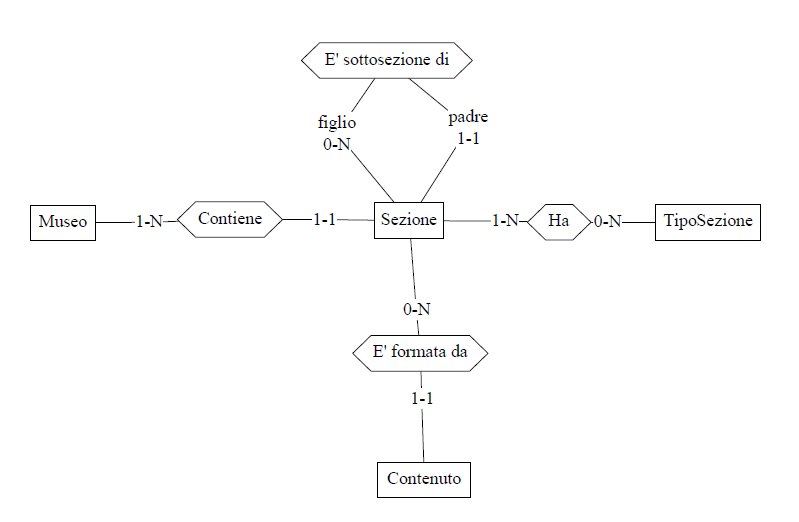 E' sottosezione di
figlio
0-N
padre
1-1
Museo
1-N
Contiene
1-1
Sezione
1-N
Ha
0-N
TipoSezione
0-N
E' formata da
1-1
Contenuto